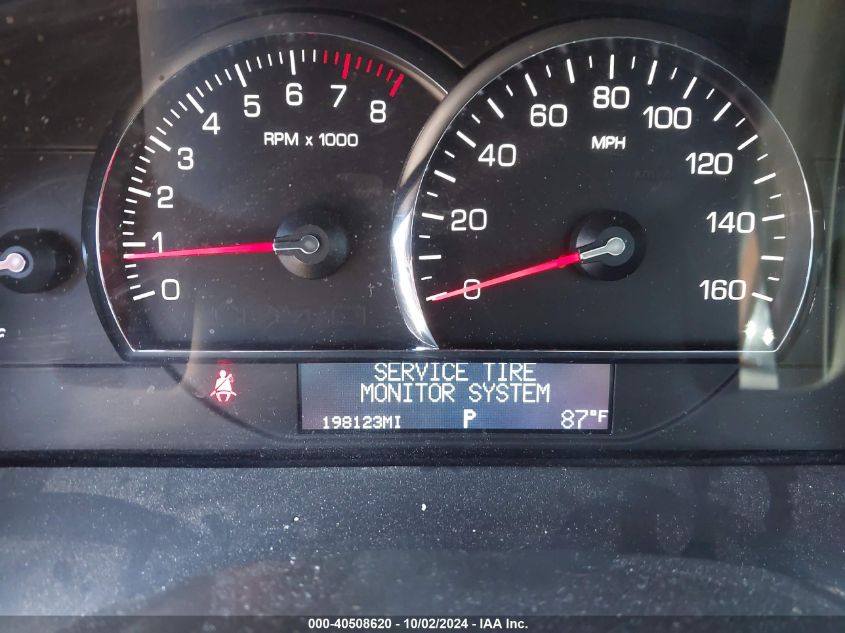 0 1 2 3 4 5 6 7 8
RPM x 1000
0 20 40 60 80 100 120 140 160
MPH
SERVICE TIRE
MONITOR SYSTEM
198123MI P 87°F
000-40508620 - 10/02/2024 - IAA Inc.